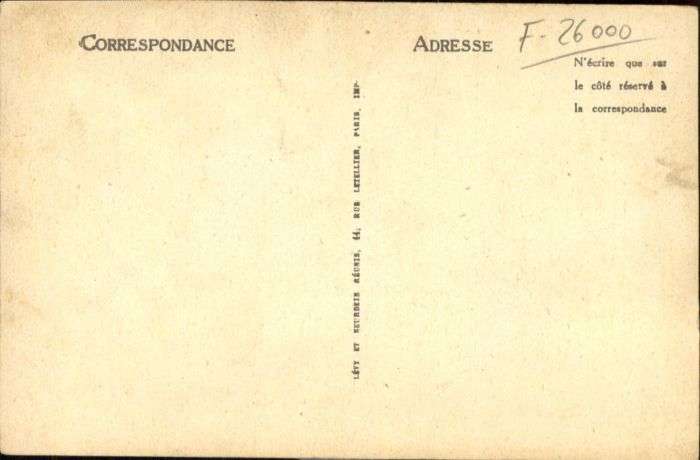 CORRESPONDANCE
ADRESSE
F-26000
N'écrire que sur
le côté réservé à
la correspondance
LÉVY ET NEURDEIN RÉUNIS, 44, RUE LETELLIER, PARIS, IMP.